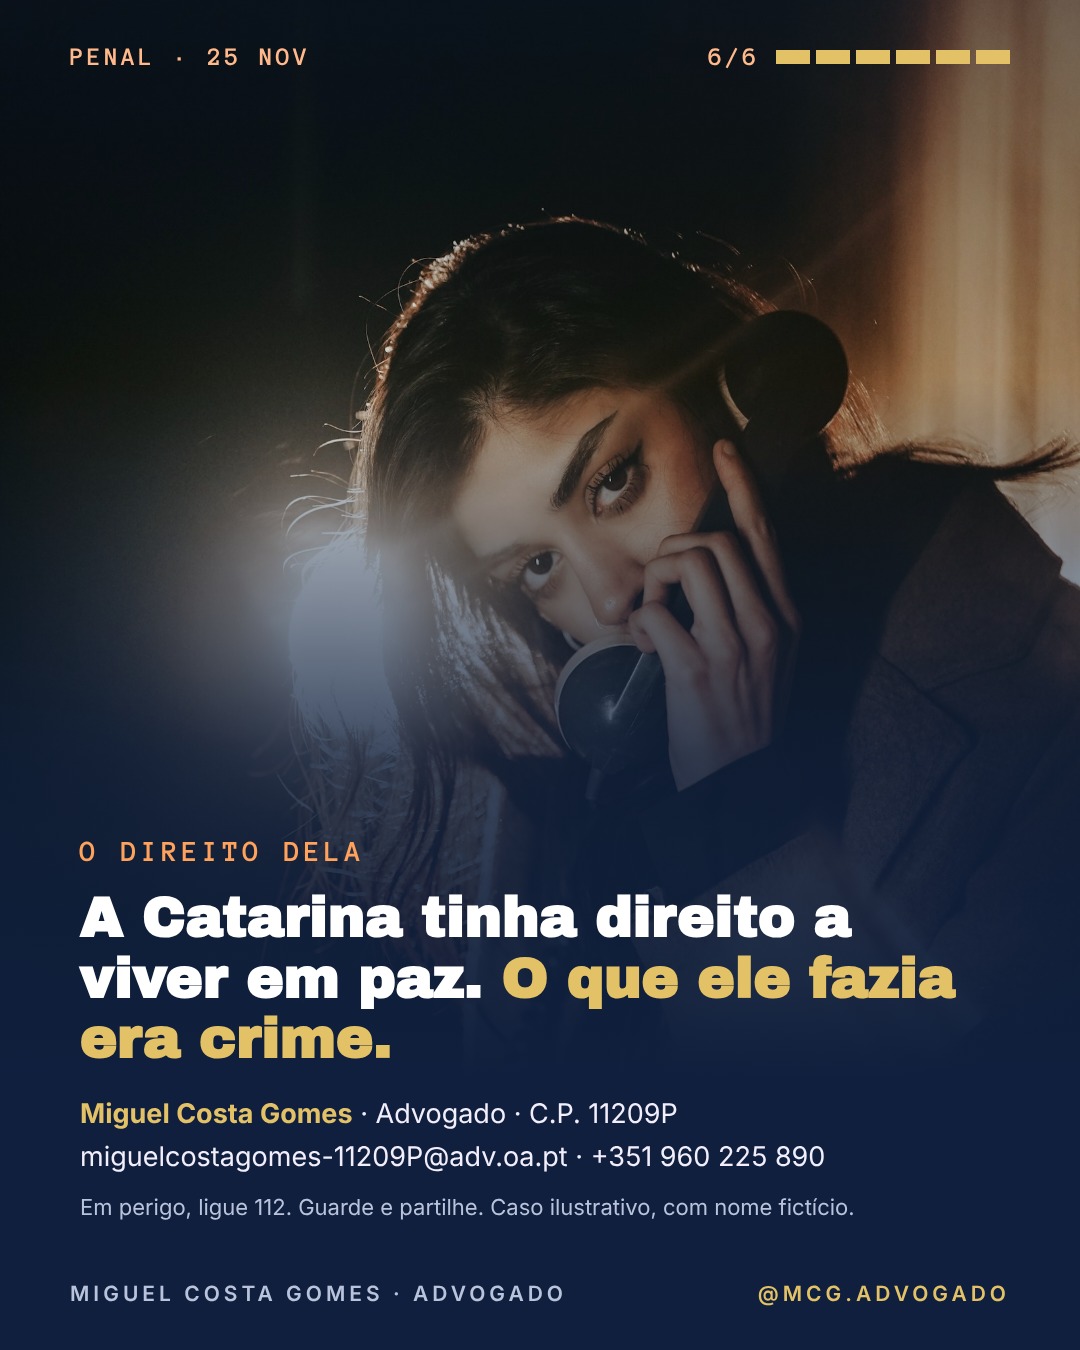 PENAL · 25 NOV
6/6
O DIREITO DELA
A Catarina tinha direito a
viver em paz. O que ele fazia
era crime.
Miguel Costa Gomes · Advogado · C.P. 11209P
miguelcostagomes-11209P@adv.oa.pt · +351 960 225 890
Em perigo, ligue 112. Guarde e partilhe. Caso ilustrativo, com nome fictício.
MIGUEL COSTA GOMES · ADVOGADO
@MCG.ADVOGADO